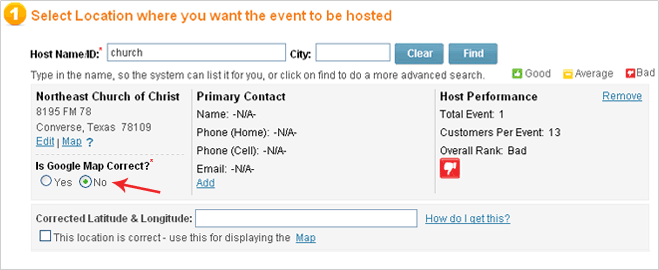 1 Select Location where you want the event to be hosted
Host Name/ID:* church City: Clear Find
Type in the name, so the system can list it for you, or click on find to do a more advanced search. Good Average Bad
Northeast Church of Christ
8195 FM 78
Converse, Texas 78109
Edit | Map ?
Is Google Map Correct?*
Yes No
Primary Contact
Name: -N/A-
Phone (Home): -N/A-
Phone (Cell): -N/A-
Email: -N/A-
Add
Host Performance Remove
Total Event: 1
Customers Per Event: 13
Overall Rank: Bad
Corrected Latitude & Longitude: How do I get this?
This location is correct - use this for displaying the Map